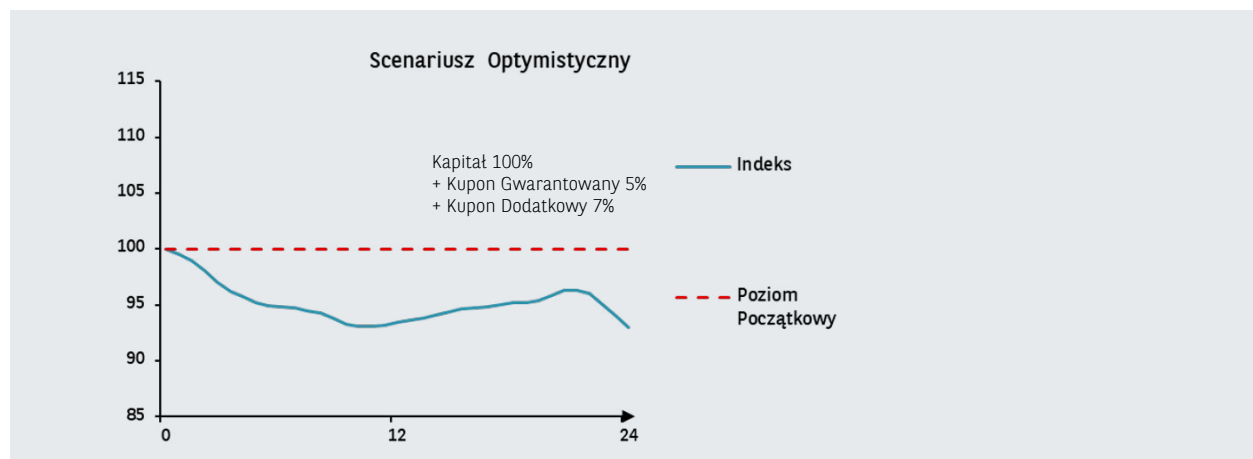 Scenariusz Optymistyczny
115
110
105
100
95
90
85
0
12
24
Kapitał 100%
+ Kupon Gwarantowany 5%
+ Kupon Dodatkowy 7%
Indeks
Poziom
Początkowy